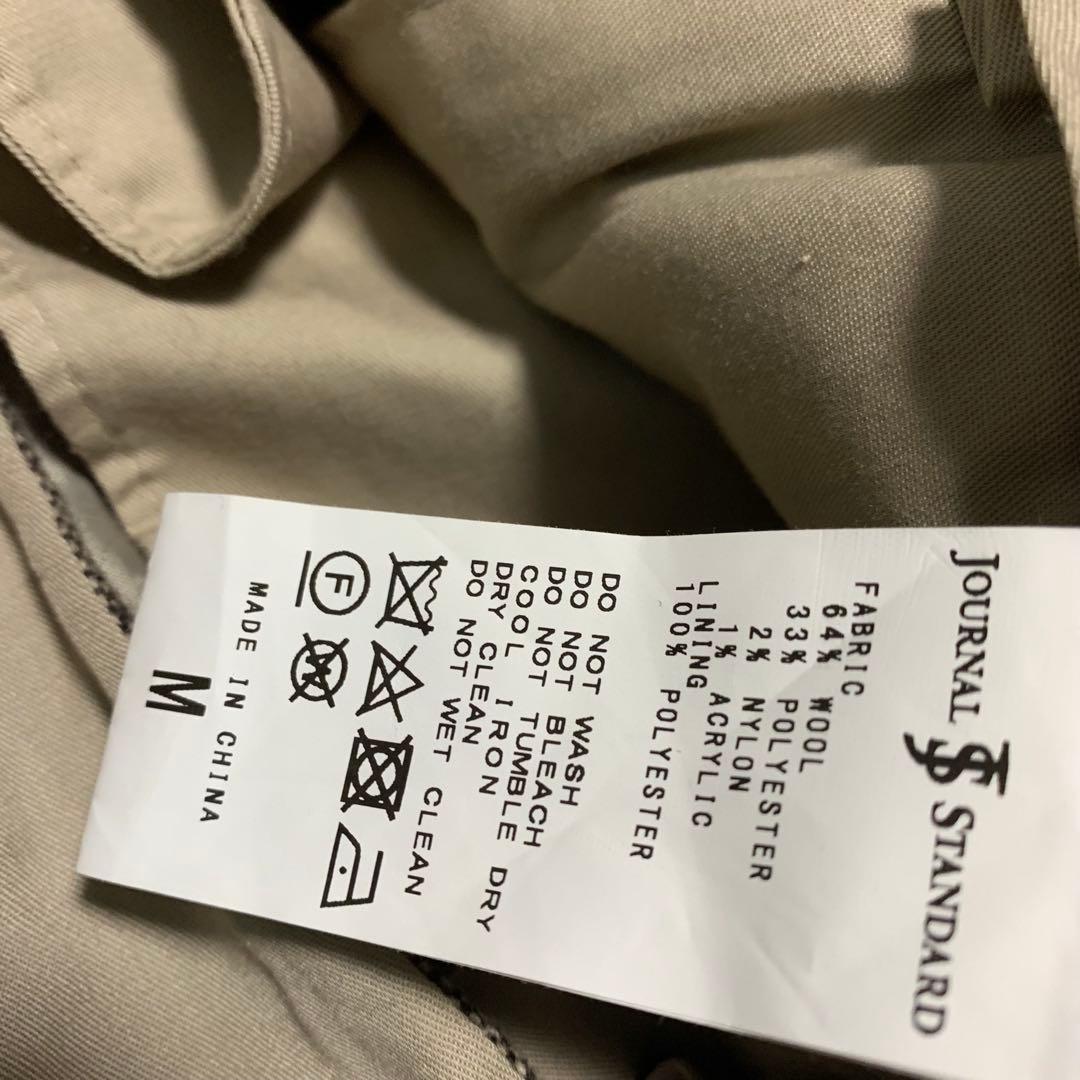 JOURNAL JS STANDARD
FABRIC
64% WOOL
33% POLYESTER
2% NYLON
1% ACRYLIC
LINING
100% POLYESTER
DO NOT WASH
DO NOT BLEACH
DO NOT TUMBLE DRY
COOL IRON
DRY CLEAN
DO NOT WET CLEAN
F W
MADE IN CHINA
M